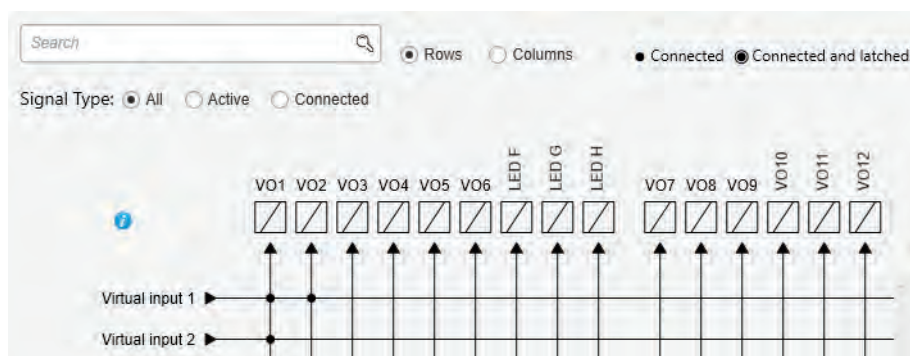 Search
Rows Columns Connected Connected and latched
Signal Type: All Active Connected
VO1 VO2 VO3 VO4 VO5 VO6 LED F LED G LED H VO7 VO8 VO9 VO10 VO11 VO12
i
Virtual input 1
Virtual input 2